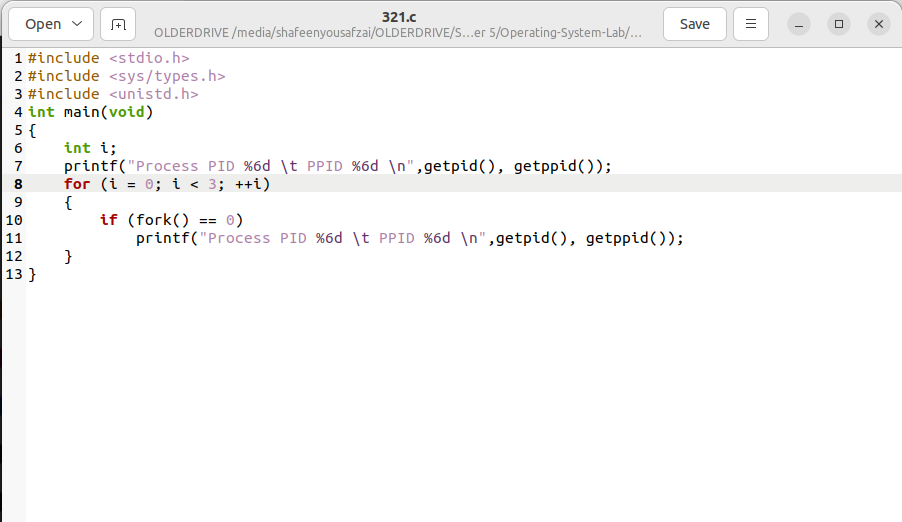 Open
321.c
OLDERDRIVE /media/shafeenyousafzai/OLDERDRIVE/S...er 5/Operating-System-Lab/...
Save
1 #include <stdio.h>
2 #include <sys/types.h>
3 #include <unistd.h>
4 int main(void)
5 {
6     int i;
7     printf("Process PID %6d \t PPID %6d \n",getpid(), getppid());
8     for (i = 0; i < 3; ++i)
9     {
10         if (fork() == 0)
11             printf("Process PID %6d \t PPID %6d \n",getpid(), getppid());
12     }
13 }